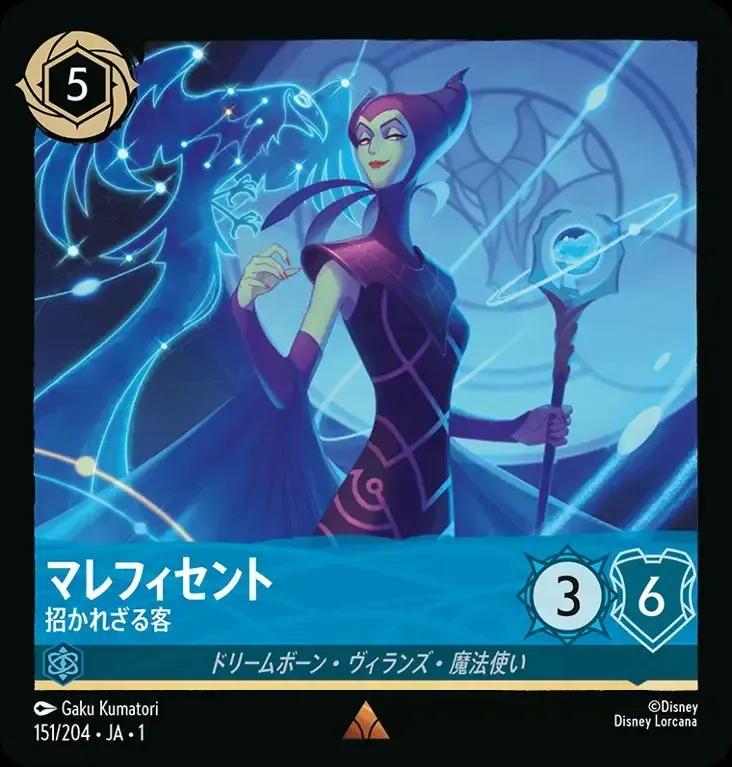 5
マレフィセント
招かれざる客
3
6
ドリームボーン・ヴィランズ・魔法使い
Gaku Kumatori
151/204・JA・1
©Disney
Disney Lorcana